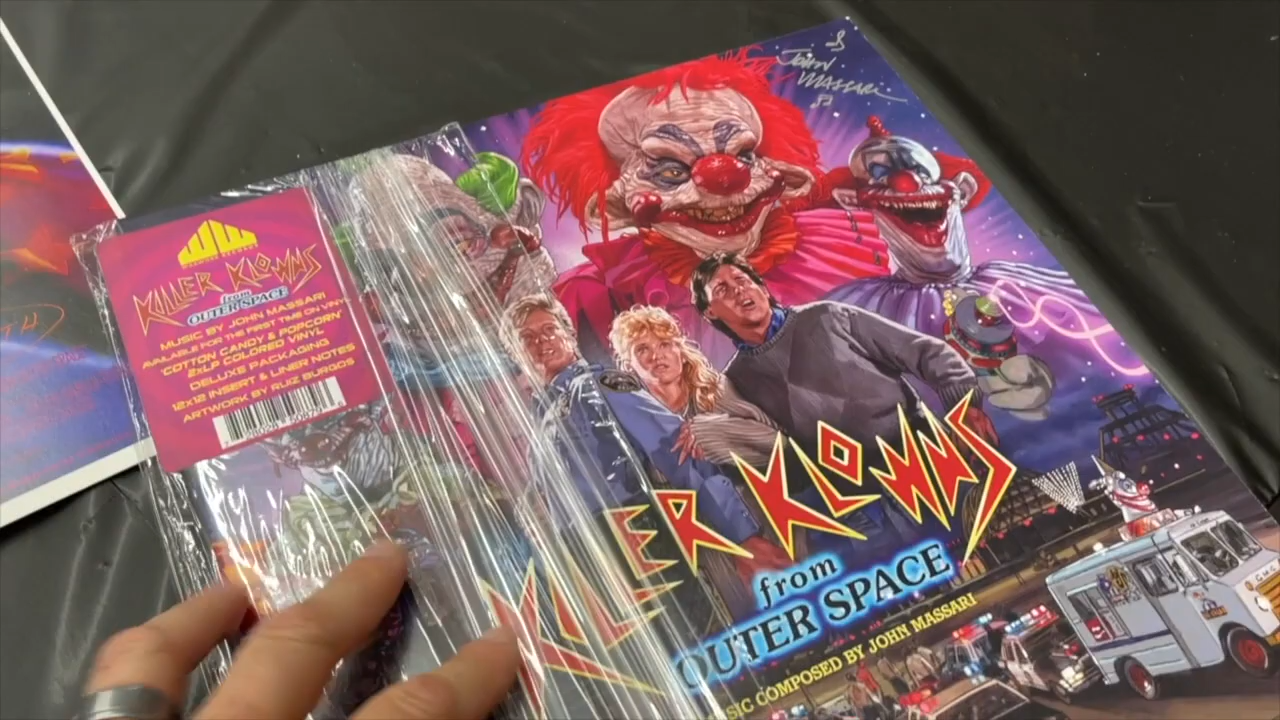 JOHN
MASSARI
KILLER KLOWNS
from
OUTER SPACE
MUSIC BY JOHN MASSARI
AVAILABLE FOR THE FIRST TIME ON VINYL
"COTTON CANDY & POPCORN"
2xLP COLORED VINYL
DELUXE PACKAGING
12x12 INSERT & LINER NOTES
ARTWORK BY RUIZ BURGOS
KILLER KLOWNS
from
OUTER SPACE
SIC COMPOSED BY JOHN MASSARI
GMC